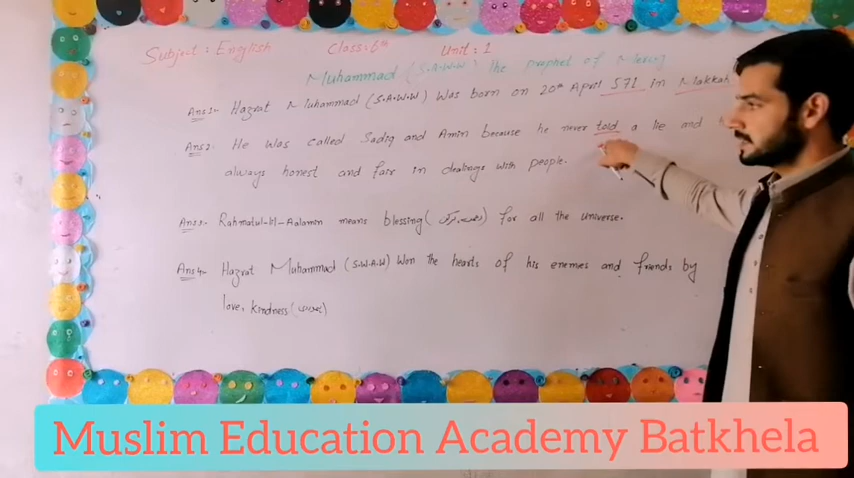 Subject : English Class: 6th Unit : 1
Muhammad (S.A.W.W) the prophet of Mercy
Ans1:- Hazrat Muhammad (S.A.W.W) was born on 20th April 571 in Makkah
Ans2:- He was called Sadiq and Amin because he never told a lie and
always honest and fair in dealings with people.
Ans3:- Rahmatul-lil-Aalamin means blessing ( ) for all the universe.
Ans4:- Hazrat Muhammad (S.W.A.W) Won the hearts of his enemies and friends by
love, kindness ( )
Muslim Education Academy Batkhela